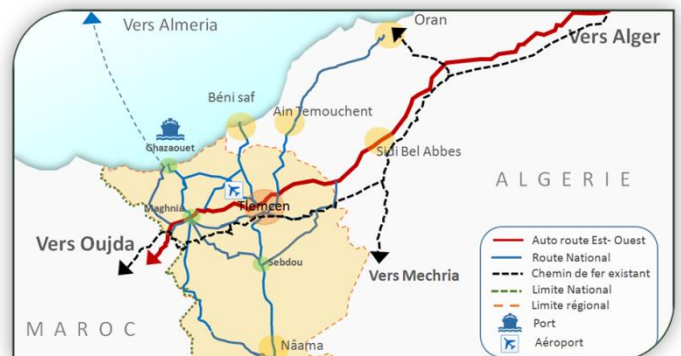 Vers Almeria
Oran
Vers Alger
Béni saf
Ain Temouchent
Ghazaouet
Sidi Bel Abbes
ALGERIE
Maghnia
Tlemcen
Vers Oujda
Sebdou
Vers Mechria
MAROC
Nâama
Auto route Est- Ouest
Route National
Chemin de fer existant
Limite National
Limite régional
Port
Aéroport